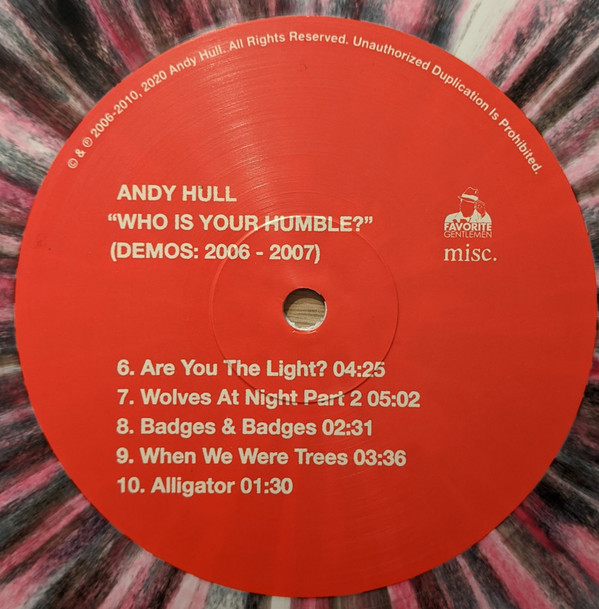 © & ℗ 2006-2010, 2020 Andy Hull. All Rights Reserved. Unauthorized Duplication Is Prohibited.
ANDY HULL
“WHO IS YOUR HUMBLE?”
(DEMOS: 2006 - 2007)
FAVORITE
GENTLEMEN
misc.
6. Are You The Light? 04:25
7. Wolves At Night Part 2 05:02
8. Badges & Badges 02:31
9. When We Were Trees 03:36
10. Alligator 01:30